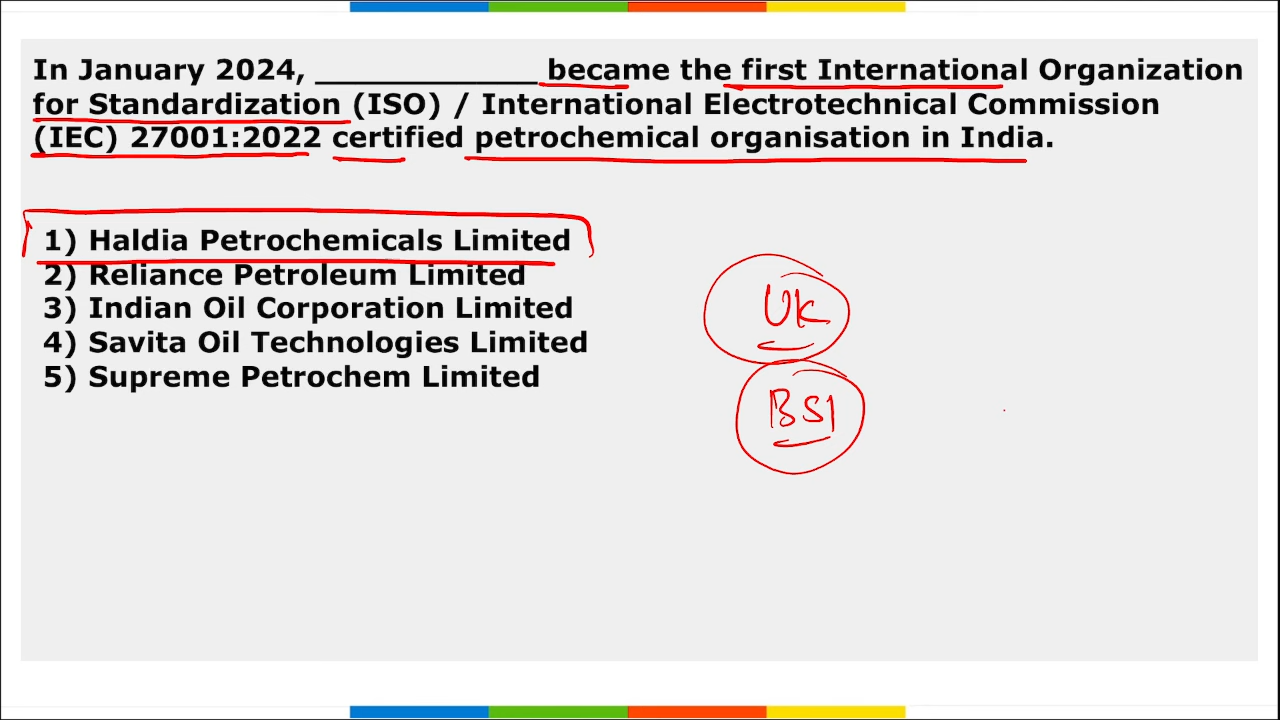 In January 2024, ______________ became the first International Organization
for Standardization (ISO) / International Electrotechnical Commission
(IEC) 27001:2022 certified petrochemical organisation in India.
1) Haldia Petrochemicals Limited
2) Reliance Petroleum Limited
3) Indian Oil Corporation Limited
4) Savita Oil Technologies Limited
5) Supreme Petrochem Limited
UK
BSI